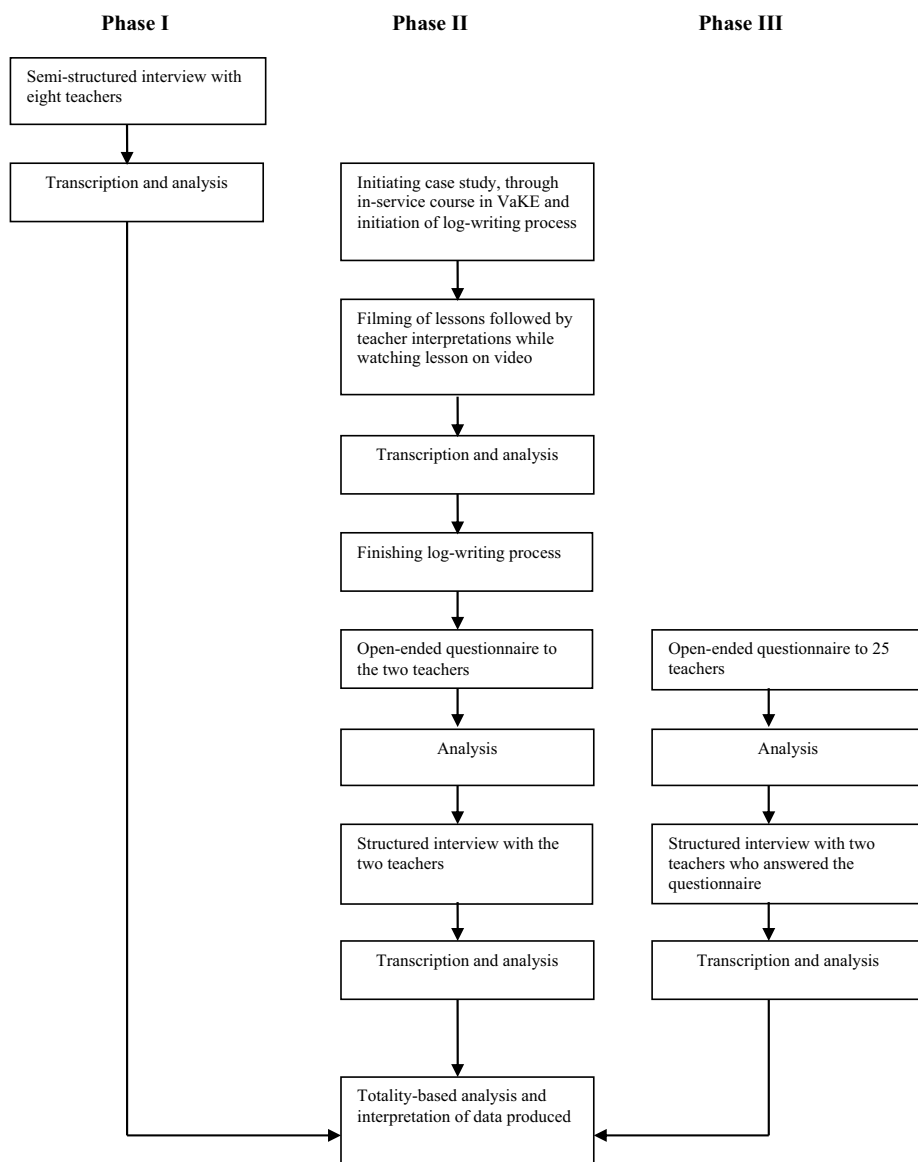 Phase I
Phase II
Phase III
Semi-structured interview with
eight teachers
Transcription and analysis
Initiating case study, through
in-service course in VaKE and
initiation of log-writing process
Filming of lessons followed by
teacher interpretations while
watching lesson on video
Transcription and analysis
Finishing log-writing process
Open-ended questionnaire to
the two teachers
Analysis
Structured interview with the
two teachers
Transcription and analysis
Open-ended questionnaire to 25
teachers
Analysis
Structured interview with two
teachers who answered the
questionnaire
Transcription and analysis
Totality-based analysis and
interpretation of data produced